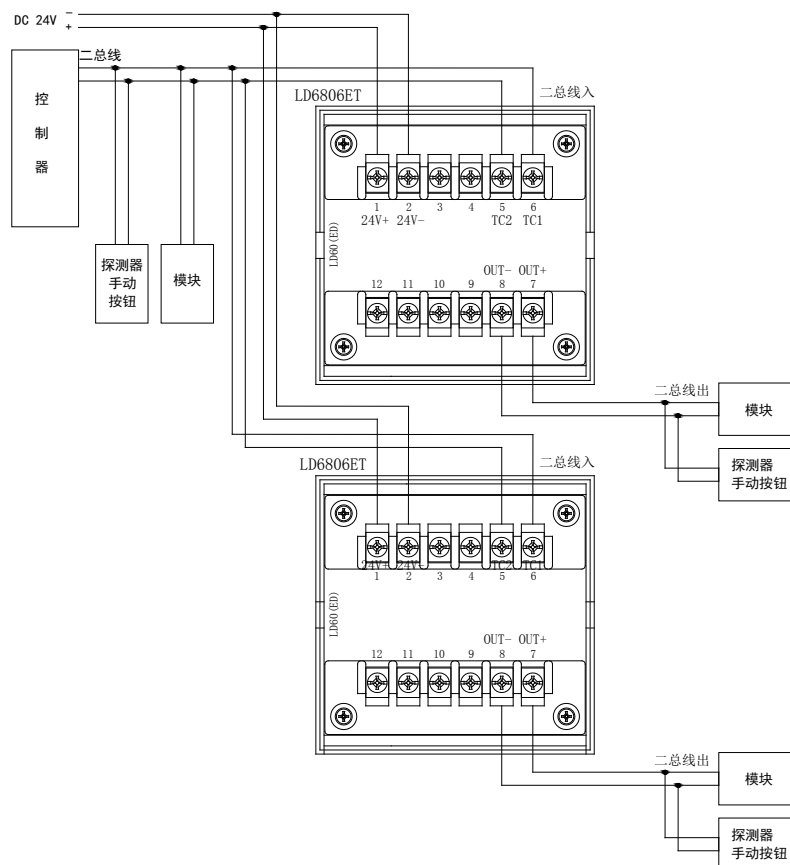 DC 24V −
+
二总线
控
制
器
LD6806ET
二总线入
1 2 3 4 5 6
24V+ 24V- TC2 TC1
LD60(ED)
探测器
手动
按钮
模块
OUT- OUT+
12 11 10 9 8 7
二总线出
模块
探测器
手动按钮
LD6806ET
二总线入
24V+ 24V- TC2 TC1
1 2 3 4 5 6
LD60(ED)
OUT- OUT+
12 11 10 9 8 7
二总线出
模块
探测器
手动按钮